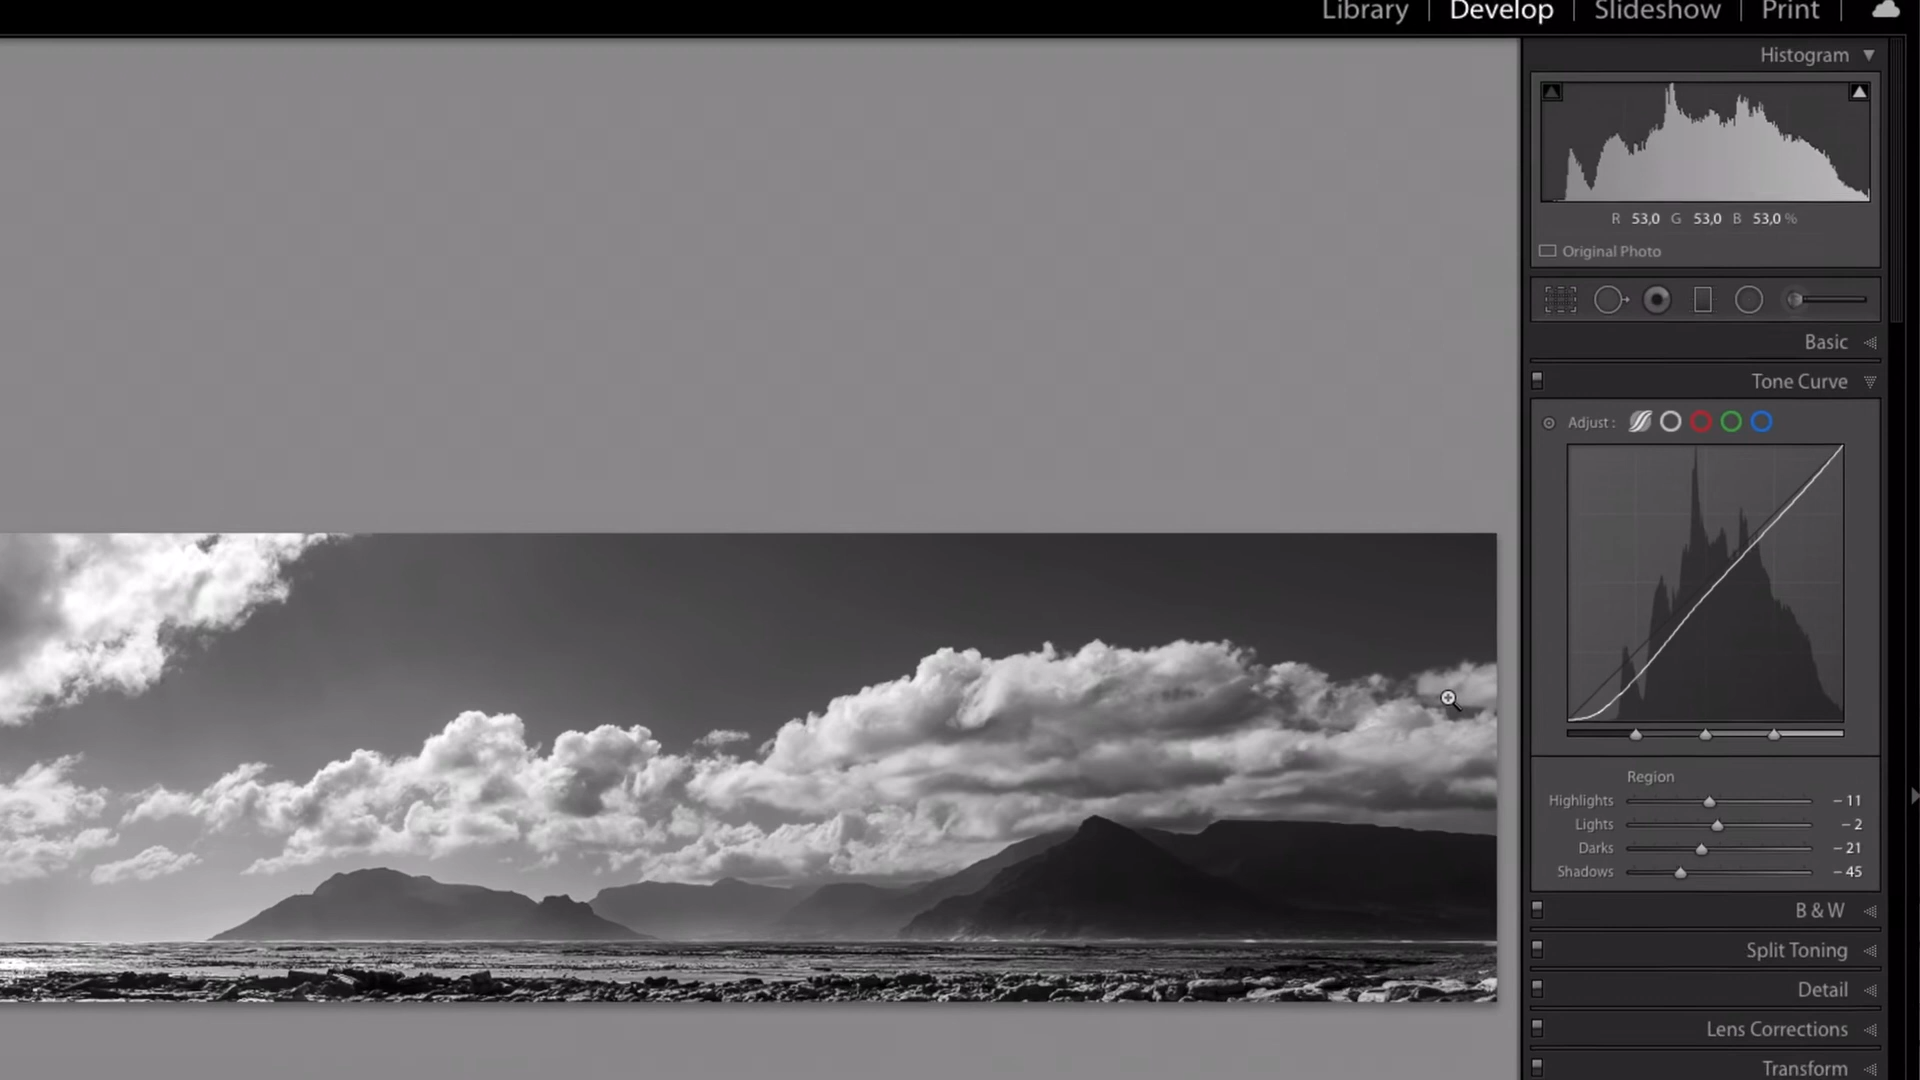 Library | Develop | Slideshow | Print |
Histogram
R 53,0 G 53,0 B 53,0 %
Original Photo
Basic
Tone Curve
Adjust :
Region
Highlights - 11
Lights - 2
Darks - 21
Shadows - 45
B & W
Split Toning
Detail
Lens Corrections
Transform